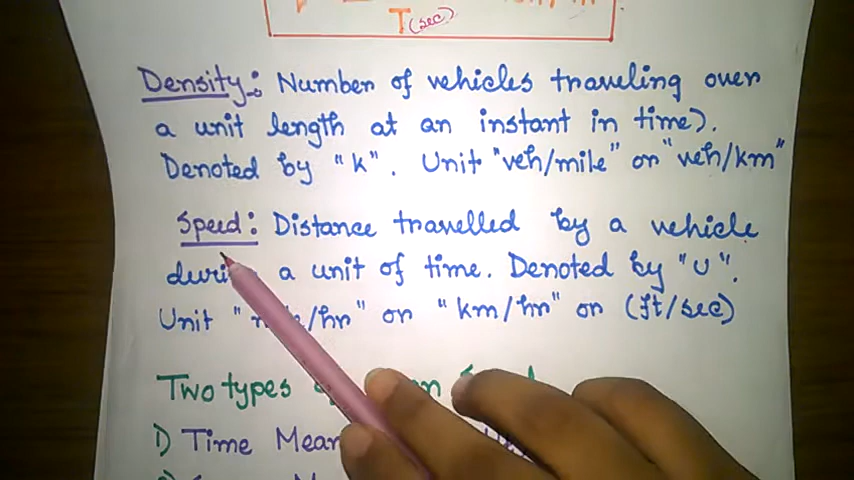 T(sec)
Density: Number of vehicles traveling over
a unit length at an instant in time).
Denoted by "k". Unit "veh/mile" or "veh/km"
Speed: Distance travelled by a vehicle
a unit of time. Denoted by "U".
Unit /hr" or "km/hr" or (ft/sec)
Two types
1) Time